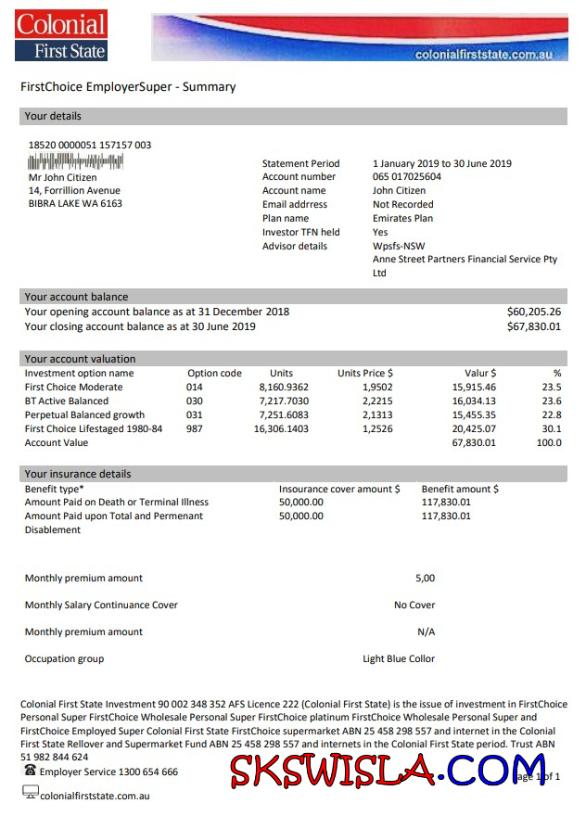 Colonial
First State
colonialfirststate.com.au
FirstChoice EmployerSuper - Summary
Your details
18520 0000051 157157 003
Mr John Citizen
14, Forrillion Avenue
BIBRA LAKE WA 6163
Statement Period 1 January 2019 to 30 June 2019
Account number 065 017025604
Account name John Citizen
Email addrress Not Recorded
Plan name Emirates Plan
Investor TFN held Yes
Advisor details Wpsfs-NSW
Anne Street Partners Financial Service Pty
Ltd
Your account balance
Your opening account balance as at 31 December 2018 $60,205.26
Your closing account balance as at 30 June 2019 $67,830.01
Your account valuation
Investment option name Option code Units Units Price $ Valur $ %
First Choice Moderate 014 8,160.9362 1,9502 15,915.46 23.5
BT Active Balanced 030 7,217.7030 2,2215 16,034.13 23.6
Perpetual Balanced growth 031 7,251.6083 2,1313 15,455.35 22.8
First Choice Lifestaged 1980-84 987 16,306.1403 1,2526 20,425.07 30.1
Account Value 67,830.01 100.0
Your insurance details
Benefit type* Insourance cover amount $ Benefit amount $
Amount Paid on Death or Terminal Illness 50,000.00 117,830.01
Amount Paid upon Total and Permenant 50,000.00 117,830.01
Disablement
Monthly premium amount 5,00
Monthly Salary Continuance Cover No Cover
Monthly premium amount N/A
Occupation group Light Blue Collor
Colonial First State Investment 90 002 348 352 AFS Licence 222 (Colonial First State) is the issue of investment in FirstChoice
Personal Super FirstChoice Wholesale Personal Super FirstChoice platinum FirstChoice Wholesale Personal Super and
FirstChoice Employed Super Colonial First State FirstChoice supermarket ABN 25 458 298 557 and internet in the Colonial
First State Rellover and Supermarket Fund ABN 25 458 298 557 and internets in the Colonial First State period. Trust ABN
51 982 844 624
Employer Service 1300 654 666
SKSWISLA.COM
age 1 of 1
colonialfirststate.com.au